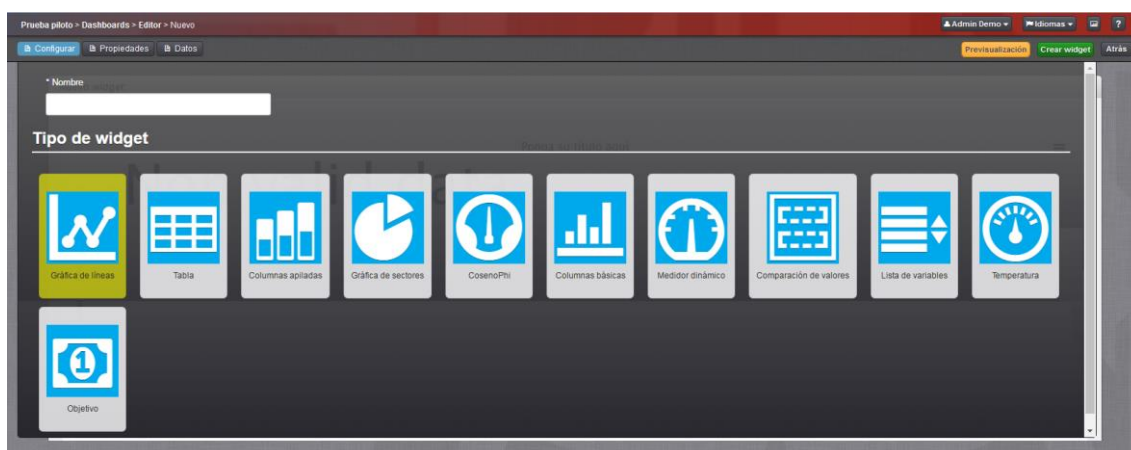 Prueba piloto > Dashboards > Editor > Nuevo
Admin Demo
Idiomas
?
Configurar
Propiedades
Datos
Previsualización
Crear widget
Atrás
* Nombre
Tipo de widget
Gráfica de líneas
Tabla
Columnas apiladas
Gráfica de sectores
CosenoPhi
Columnas básicas
Medidor dinámico
Comparación de valores
Lista de variables
Temperatura
1
Objetivo